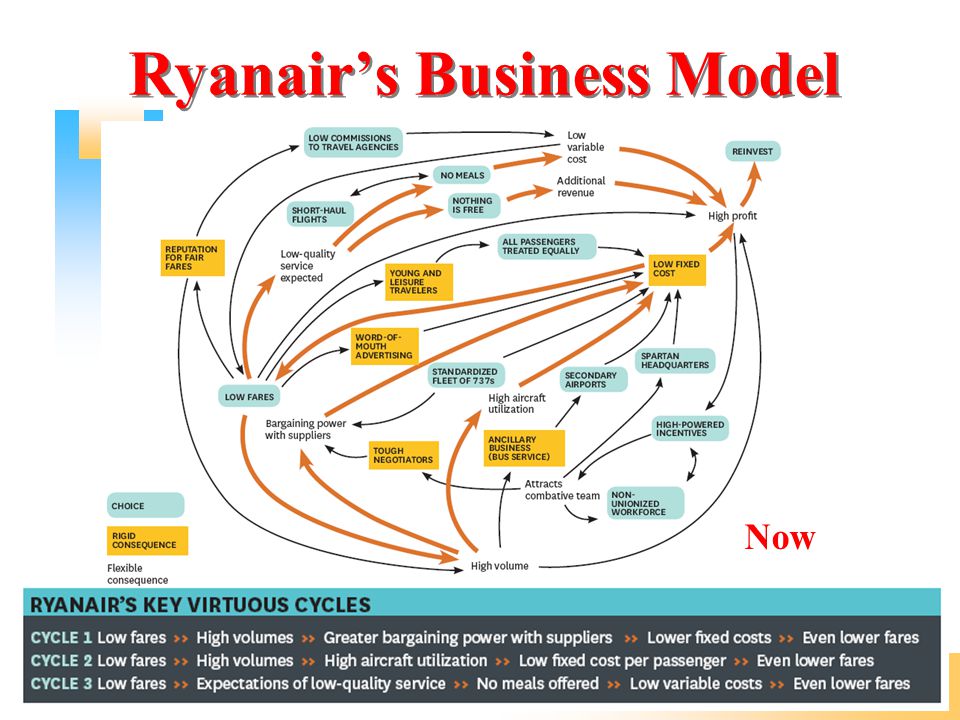 Ryanair's Business Model
LOW COMMISSIONS
TO TRAVEL AGENCIES
Low
variable
cost
REINVEST
NO MEALS
Additional
revenue
NOTHING
IS FREE
SHORT-HAUL
FLIGHTS
High profit
REPUTATION
FOR FAIR
FARES
Low-quality
service
expected
ALL PASSENGERS
TREATED EQUALLY
YOUNG AND
LEISURE
TRAVELERS
LOW FIXED
COST
WORD-OF-
MOUTH
ADVERTISING
STANDARDIZED
FLEET OF 737s
SECONDARY
AIRPORTS
SPARTAN
HEADQUARTERS
LOW FARES
High aircraft
utilization
Bargaining power
with suppliers
HIGH-POWERED
INCENTIVES
TOUGH
NEGOTIATORS
ANCILLARY
BUSINESS
(BUS SERVICE)
Attracts
combative team
NON-
UNIONIZED
WORKFORCE
CHOICE
RIGID
CONSEQUENCE
Flexible
consequence
High volume
Now
RYANAIR'S KEY VIRTUOUS CYCLES
CYCLE 1 Low fares >> High volumes >> Greater bargaining power with suppliers >> Lower fixed costs >> Even lower fares
CYCLE 2 Low fares >> High volumes >> High aircraft utilization >> Low fixed cost per passenger >> Even lower fares
CYCLE 3 Low fares >> Expectations of low-quality service >> No meals offered >> Low variable costs >> Even lower fares